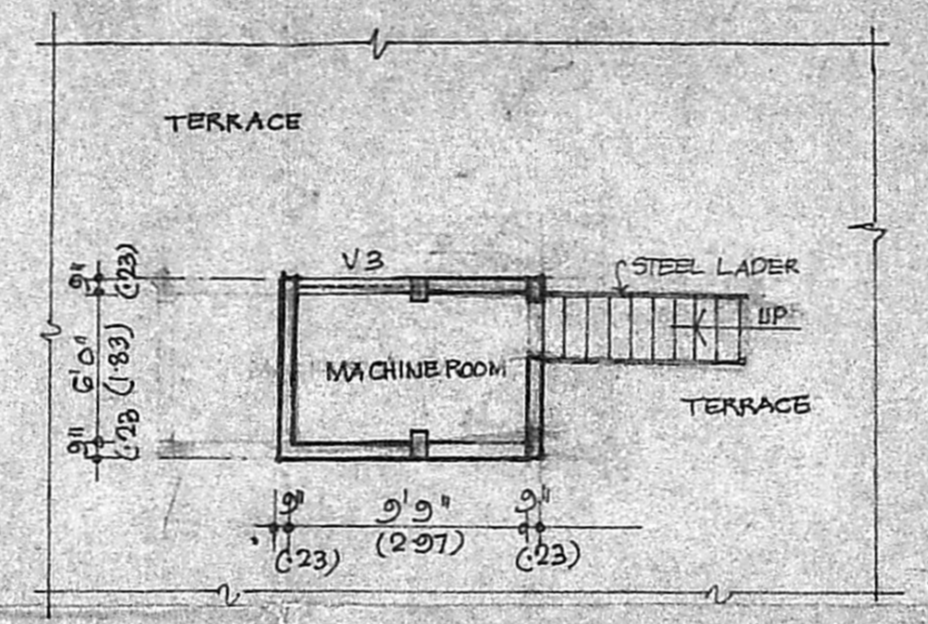 TERRACE
V3
STEEL LADER
UP
MACHINE ROOM
TERRACE
9" (.23)
6'0" (1.83)
9" (.23
9" 9'9" 9"
(.23) (2.97) (.23)